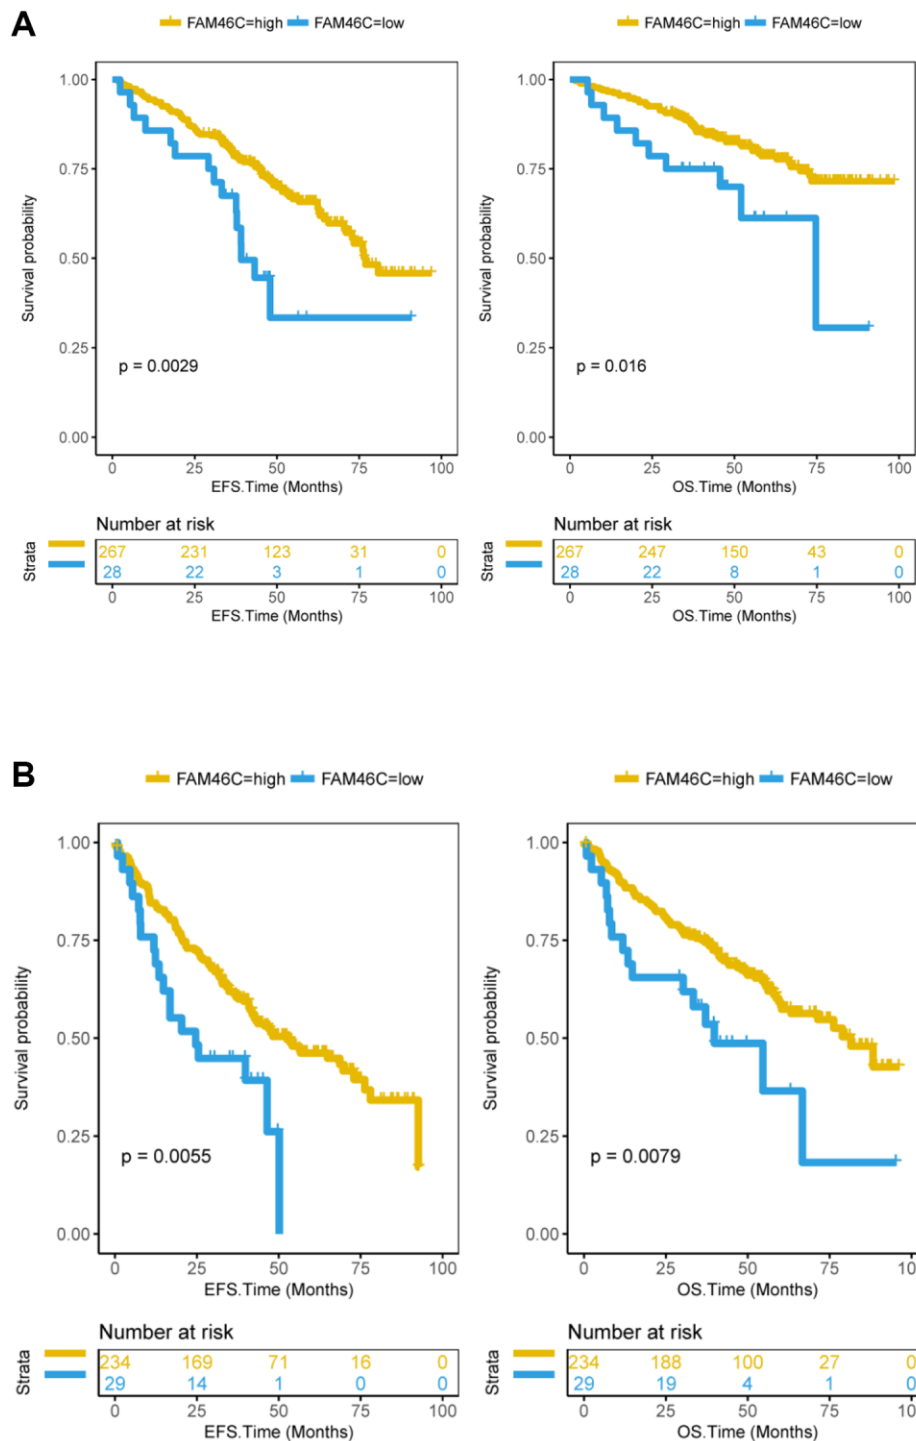 A
FAM46C=high FAM46C=low
FAM46C=high FAM46C=low
Survival probability
1.00
0.75
0.50
0.25
0.00
p = 0.0029
0 25 50 75 100
EFS.Time (Months)
Survival probability
1.00
0.75
0.50
0.25
0.00
p = 0.016
0 25 50 75 100
OS.Time (Months)
Number at risk
Strata
267 231 123 31 0
28 22 3 1 0
0 25 50 75 100
EFS.Time (Months)
Number at risk
Strata
267 247 150 43 0
28 22 8 1 0
0 25 50 75 100
OS.Time (Months)
B
FAM46C=high FAM46C=low
FAM46C=high FAM46C=low
Survival probability
1.00
0.75
0.50
0.25
0.00
p = 0.0055
0 25 50 75 100
EFS.Time (Months)
Survival probability
1.00
0.75
0.50
0.25
0.00
p = 0.0079
0 25 50 75 10
OS.Time (Months)
Number at risk
Strata
234 169 71 16 0
29 14 1 0 0
0 25 50 75 100
EFS.Time (Months)
Number at risk
Strata
234 188 100 27 0
29 19 4 1 0
0 25 50 75 10
OS.Time (Months)